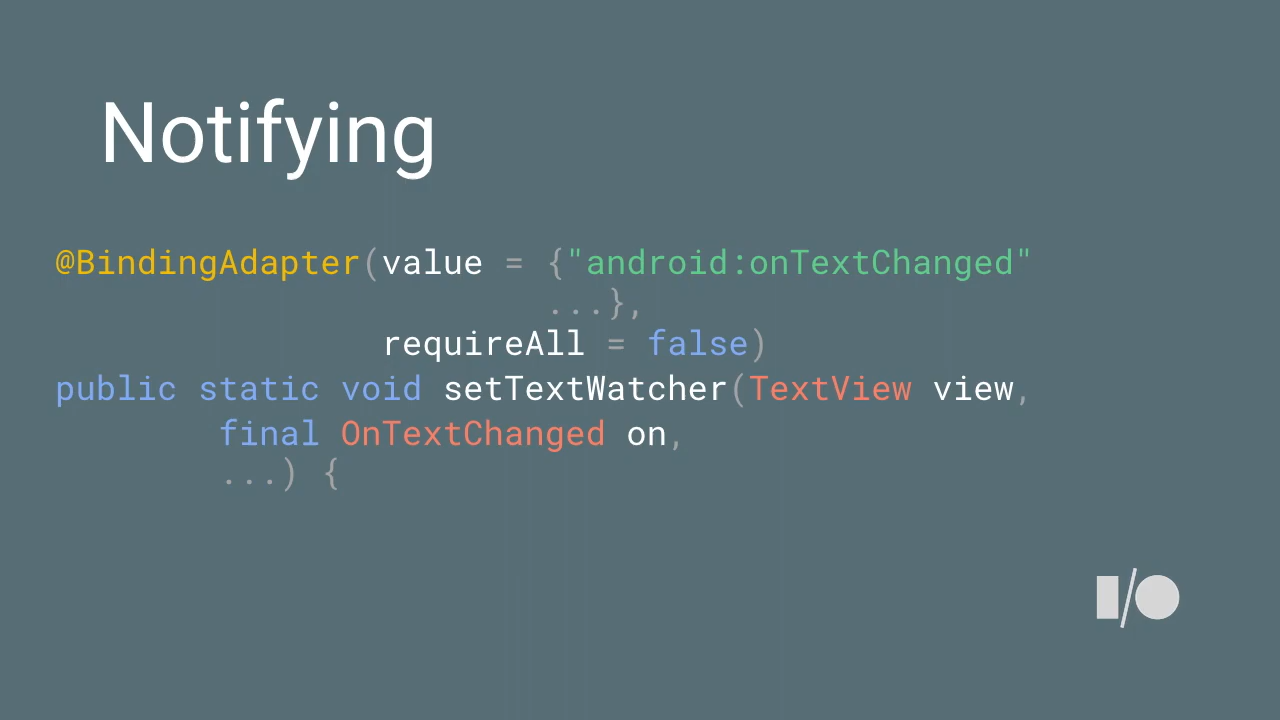 Notifying
@BindingAdapter(value = {"android:onTextChanged"
...},
requireAll = false)
public static void setTextWatcher(TextView view,
final OnTextChanged on,
...) {
I/O